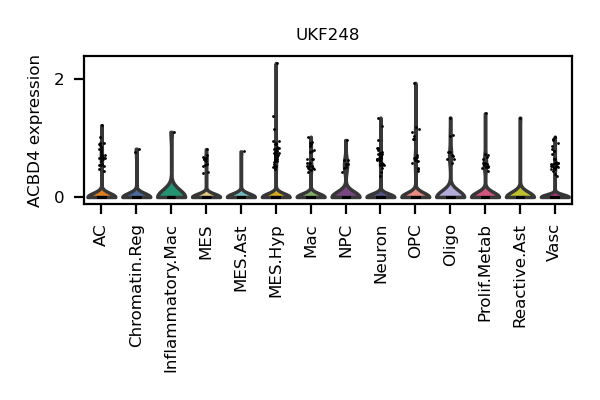 UKF248
ACBD4 expression
2
0
AC
Chromatin.Reg
Inflammatory.Mac
MES
MES.Ast
MES.Hyp
Mac
NPC
Neuron
OPC
Oligo
Prolif.Metab
Reactive.Ast
Vasc